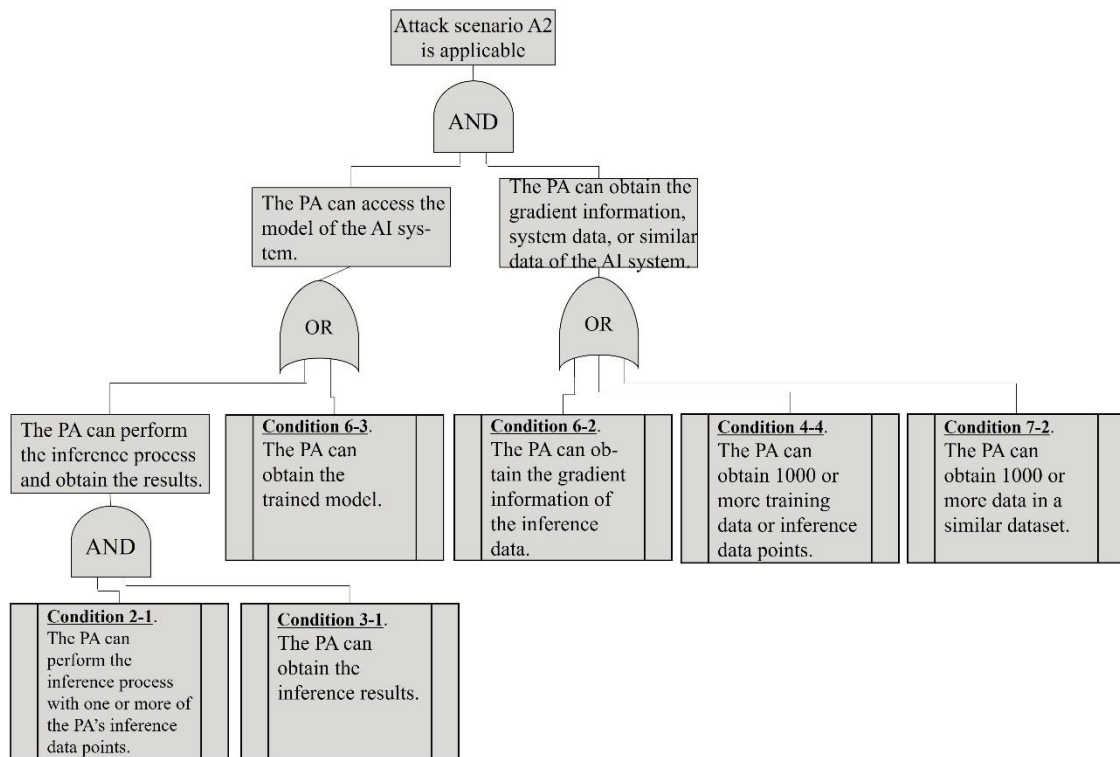 Attack scenario A2
is applicable
AND
The PA can access the
model of the AI sys-
tem.
The PA can obtain the
gradient information,
system data, or similar
data of the AI system.
OR
OR
The PA can perform
the inference process
and obtain the results.
Condition 6-3.
The PA can
obtain the
trained model.
Condition 6-2.
The PA can ob-
tain the gradient
information of
the inference
data.
Condition 4-4.
The PA can
obtain 1000 or
more training
data or inference
data points.
Condition 7-2.
The PA can
obtain 1000 or
more data in a
similar dataset.
AND
Condition 2-1.
The PA can
perform the
inference process
with one or more of
the PA's inference
data points.
Condition 3-1.
The PA can
obtain the
inference results.